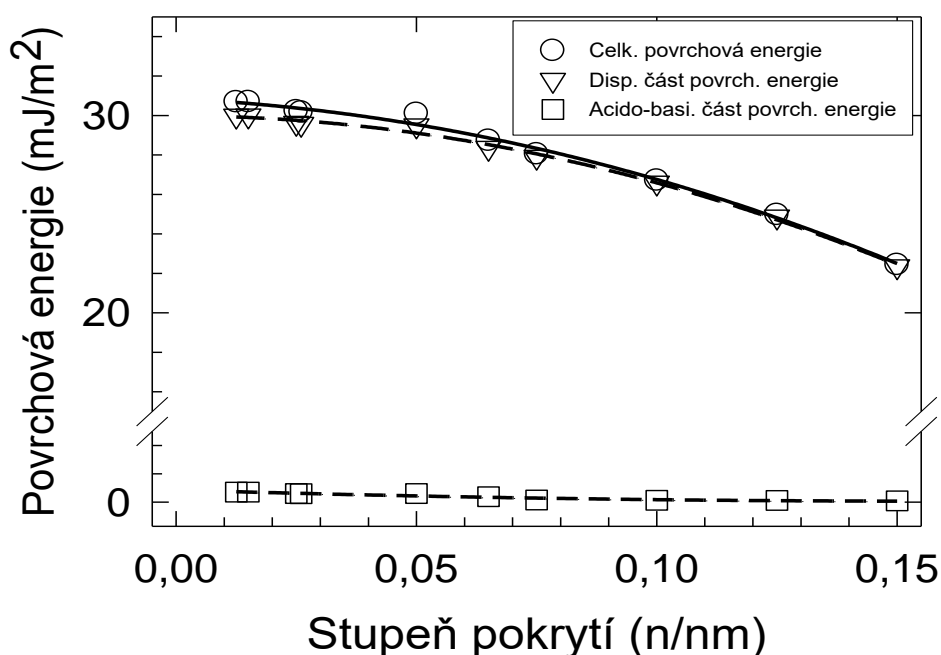 Povrchová energie (mJ/m2)
Celk. povrchová energie
Disp. část povrch. energie
Acido-basi. část povrch. energie
30
20
0
0,00 0,05 0,10 0,15
Stupeň pokrytí (n/nm)